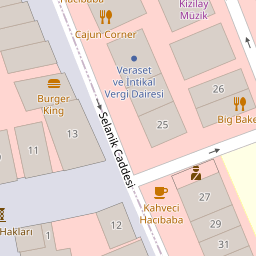 Hacıbaba
Kızılay
Müzik
Cajun Corner
Veraset
ve İntikal
Vergi Dairesi
Burger
King
26
Big Bake
13
25
Selanik Caddesi
11
Kahveci
Hacıbaba
27
12
29
Hakları
31